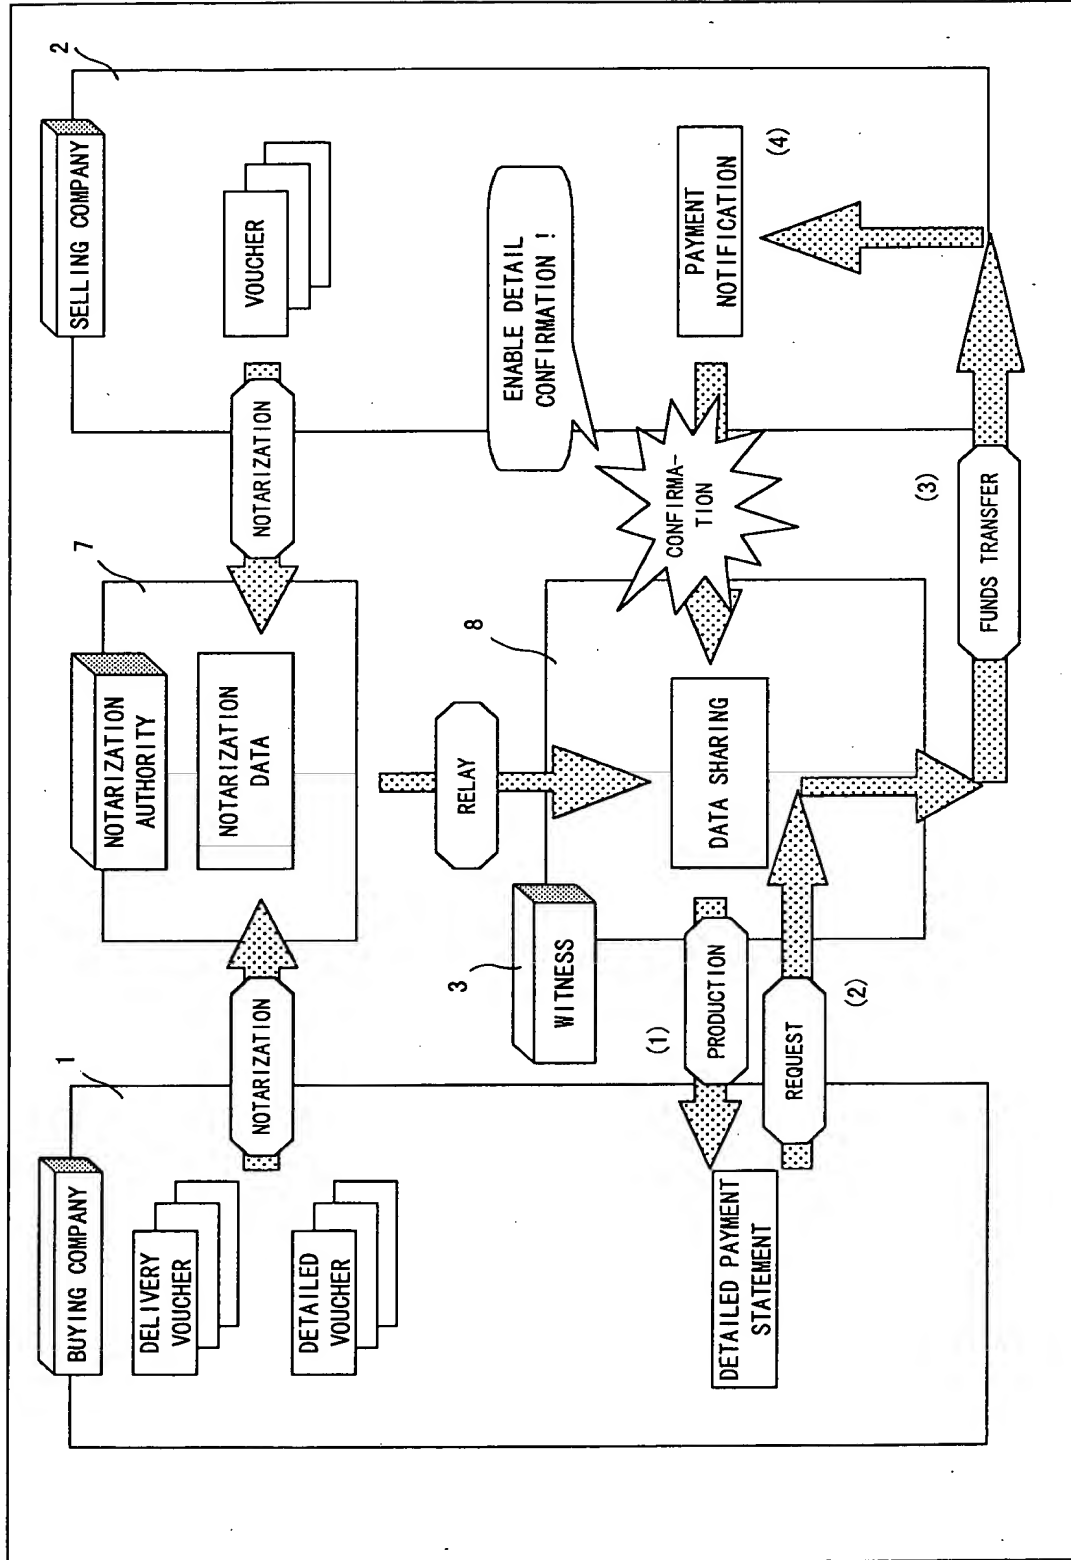 1
BUYING COMPANY
DELIVERY
VOUCHER
DETAILED
VOUCHER
NOTARIZATION
7
NOTARIZATION
AUTHORITY
NOTARIZATION
DATA
NOTARIZATION
2
SELLING COMPANY
VOUCHER
RELAY
ENABLE DETAIL
CONFIRMATION !
3
WITNESS
8
DATA SHARING
CONFIRMA-
TION
PAYMENT
NOTIFICATION
(4)
(1)
PRODUCTION
DETAILED PAYMENT
STATEMENT
REQUEST
(2)
(3)
FUNDS TRANSFER